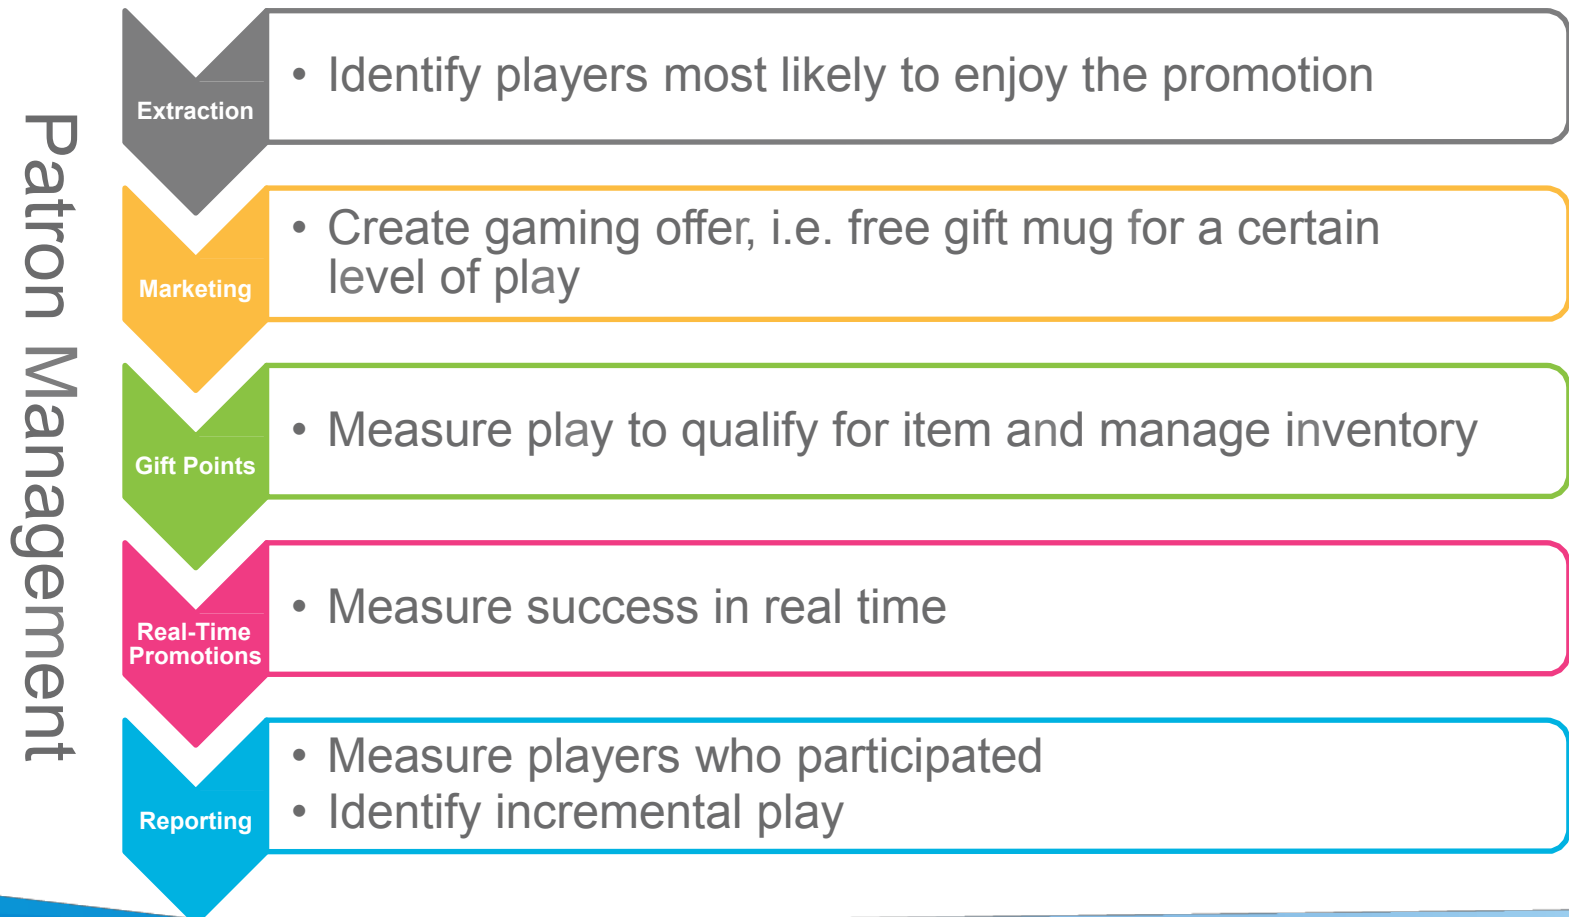 Patron Management
Extraction
• Identify players most likely to enjoy the promotion
Marketing
• Create gaming offer, i.e. free gift mug for a certain
level of play
Gift Points
• Measure play to qualify for item and manage inventory
Real-Time
Promotions
• Measure success in real time
Reporting
• Measure players who participated
• Identify incremental play